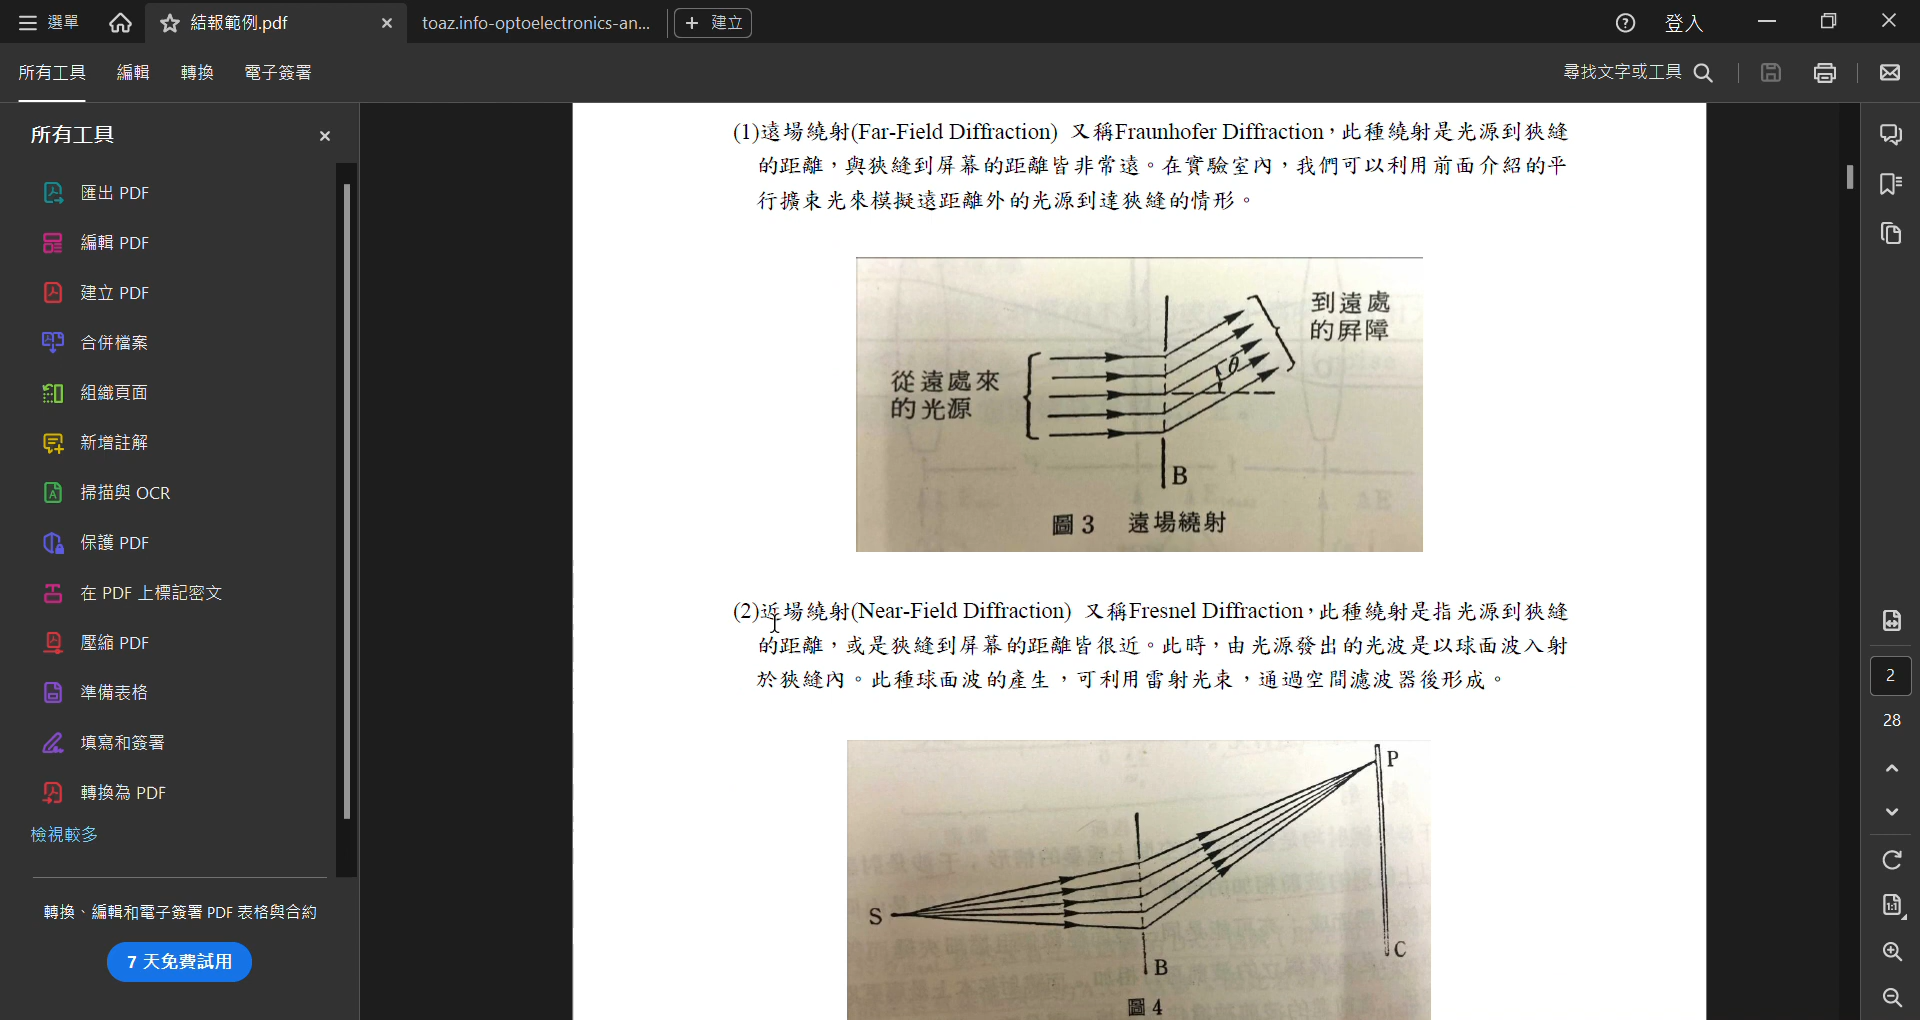 選單
結報範例.pdf
toaz.info-optoelectronics-an...
建立
登入
所有工具
編輯
轉換
電子簽署
尋找文字或工具
所有工具
匯出 PDF
編輯 PDF
建立 PDF
合併檔案
組織頁面
新增註解
掃描與 OCR
保護 PDF
在 PDF 上標記密文
壓縮 PDF
準備表格
填寫和簽署
轉換為 PDF
檢視較多
轉換、編輯和電子簽署 PDF 表格與合約
7 天免費試用
(1)遠場繞射(Far-Field Diffraction) 又稱Fraunhofer Diffraction，此種繞射是光源到狹縫
的距離，與狹縫到屏幕的距離皆非常遠。在實驗室內，我們可以利用前面介紹的平
行擴束光來模擬遠距離外的光源到達狹縫的情形。
到遠處
的屏障
θ
從遠處來
的光源
B
圖 3 遠場繞射
(2)近場繞射(Near-Field Diffraction) 又稱Fresnel Diffraction，此種繞射是指光源到狹縫
的距離，或是狹縫到屏幕的距離皆很近。此時，由光源發出的光波是以球面波入射
於狹縫內。此種球面波的產生，可利用雷射光束，通過空間濾波器後形成。
P
S
C
B
圖 4
2
28
1:1